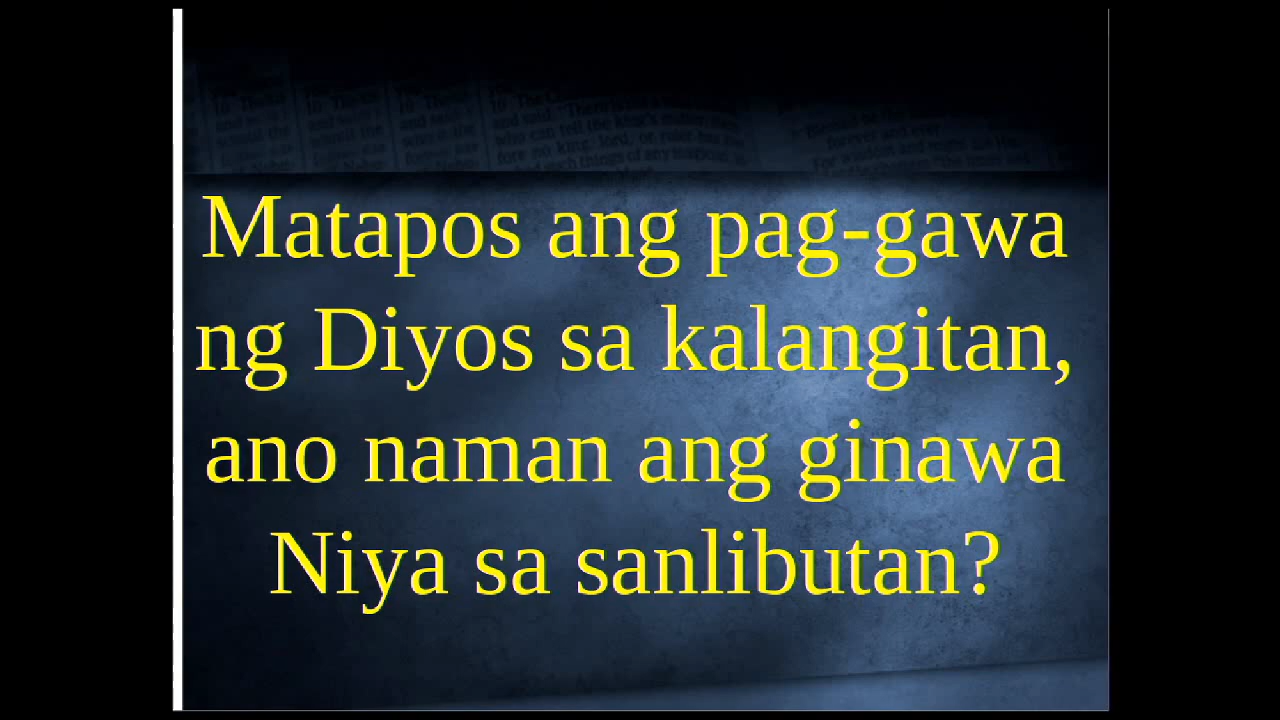 Matapos ang pag-gawa
ng Diyos sa kalangitan,
ano naman ang ginawa
Niya sa sanlibutan?